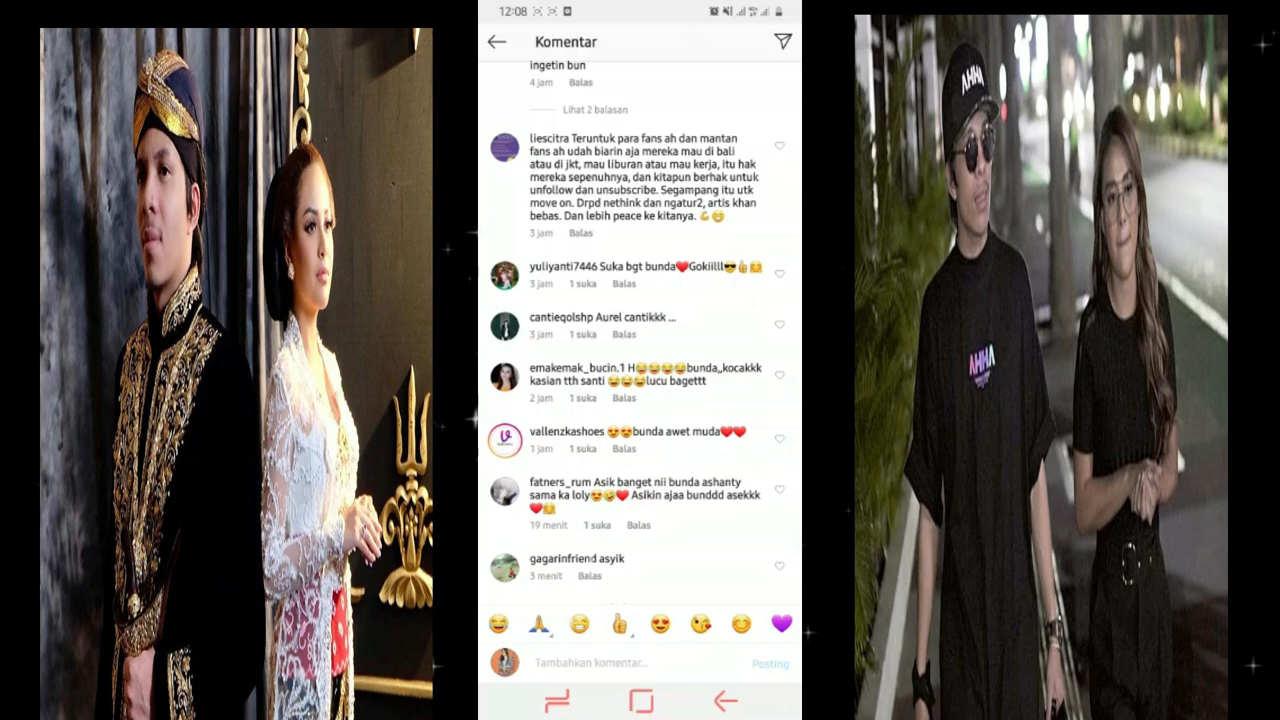 12:08
Komentar
ingetin bun
4 jam Balas
Lihat 2 balasan
liescitra Teruntuk para fans ah dan mantan
fans ah udah biarin aja mereka mau di bali
atau di jkt, mau liburan atau mau kerja, itu hak
mereka sepenuhnya, dan kitapun berhak untuk
unfollow dan unsubscribe. Segampang itu utk
move on. Drpd nethink dan ngatur2, artis khan
bebas. Dan lebih peace ke kitanya. 💪😁
3 jam Balas
yuliyanti7446 Suka bgt bunda❤️Gokiilll😎👍🥰
3 jam 1 suka Balas
cantieqolshp Aurel cantikkk ...
3 jam 1 suka Balas
emakemak_bucin.1 H😂😂😂😂bunda,,kocakkk
kasian tth santi 😂😂😂lucu bagettt
2 jam 1 suka Balas
vallenzkashoes 😍😍bunda awet muda❤️❤️
1 jam 1 suka Balas
fatners_rum Asik banget nii bunda ashanty
sama ka loly😍🤣❤️ Asikin ajaa bunddd asekkk
❤️🥰
19 menit 1 suka Balas
gagarinfriend asyik
3 menit Balas
😂 🙏 😁 👍 😍 😘 😊 💜
Tambahkan komentar... Posting
AHHA
AHHA